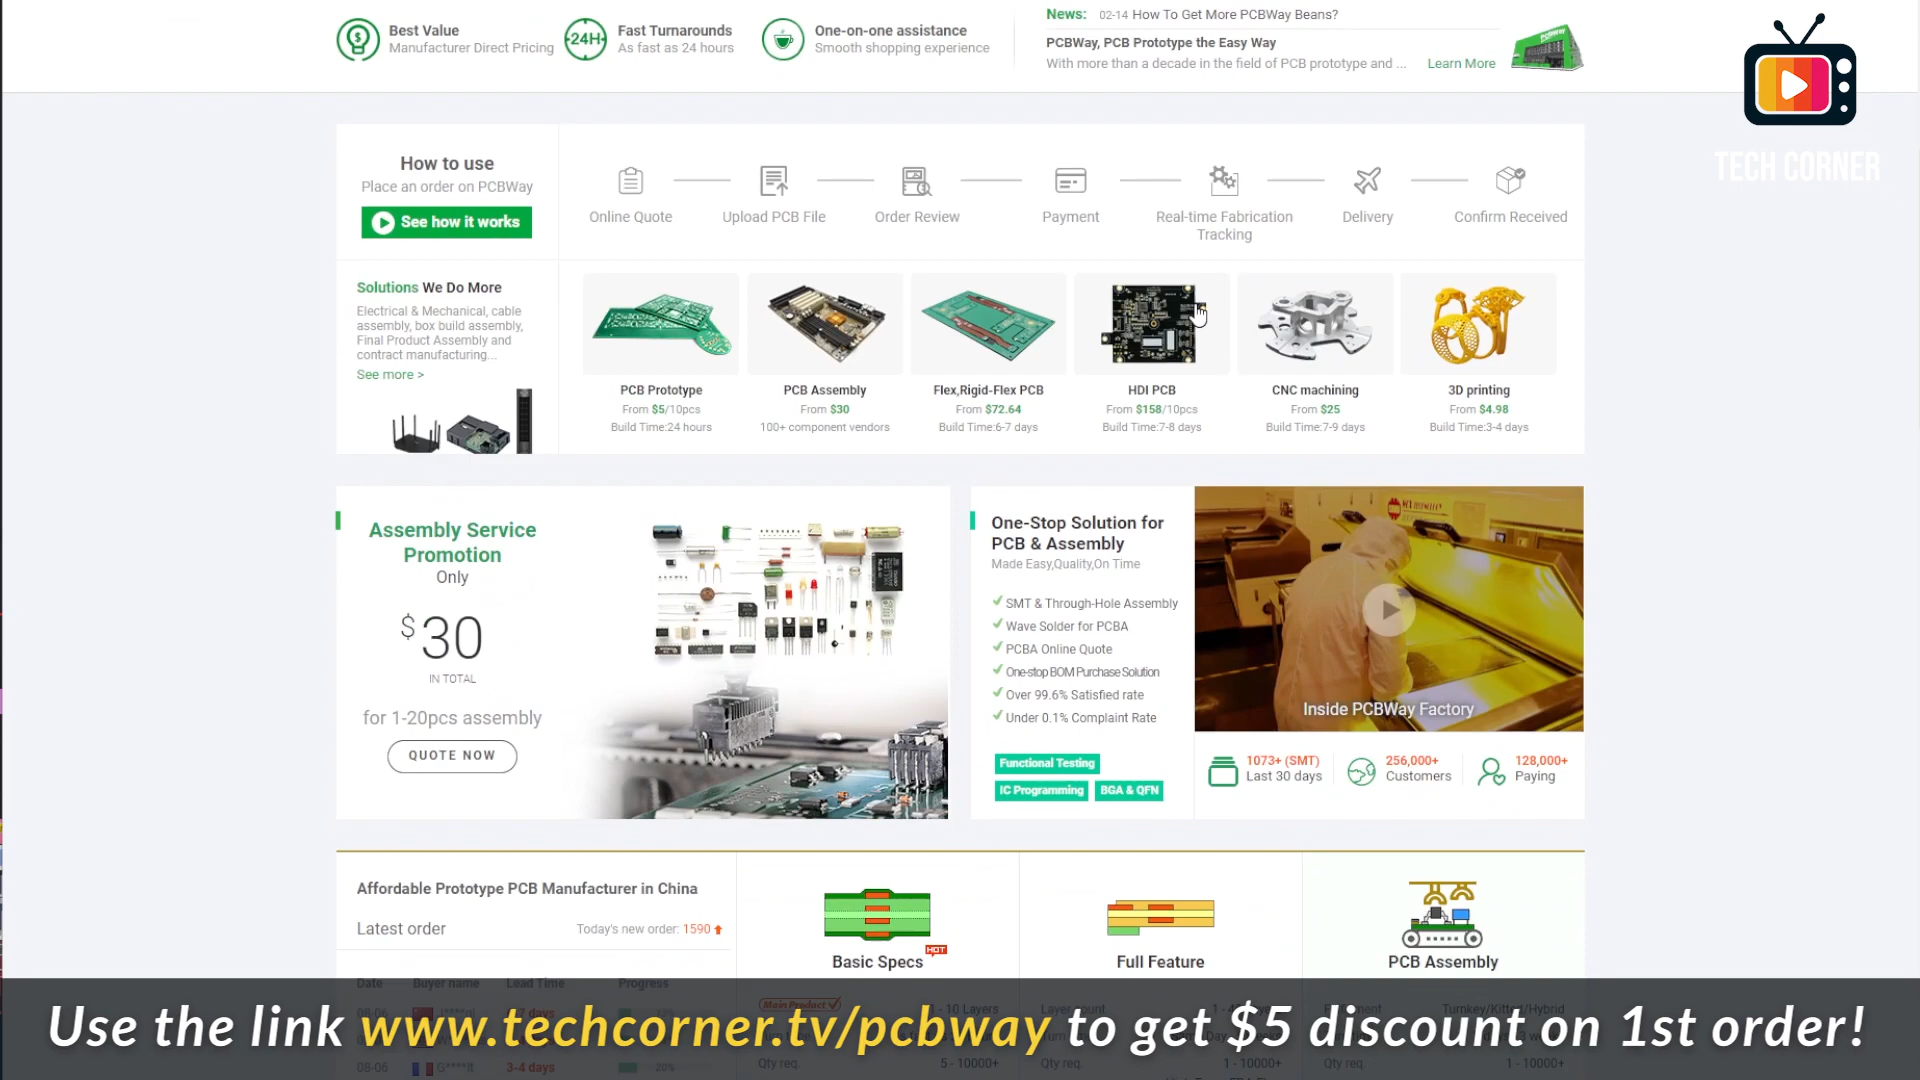 Best Value
Manufacturer Direct Pricing
24H
Fast Turnarounds
As fast as 24 hours
One-on-one assistance
Smooth shopping experience
News: 02-14 How To Get More PCBWay Beans?
PCBWay, PCB Prototype the Easy Way
With more than a decade in the field of PCB prototype and ... Learn More
TECH CORNER
How to use
Place an order on PCBWay
See how it works
Online Quote
Upload PCB File
Order Review
Payment
Real-time Fabrication
Tracking
Delivery
Confirm Received
Solutions We Do More
Electrical & Mechanical, cable
assembly, box build assembly,
Final Product Assembly and
contract manufacturing...
See more >
PCB Prototype
From $5/10pcs
Build Time:24 hours
PCB Assembly
From $30
100+ component vendors
Flex,Rigid-Flex PCB
From $72.64
Build Time:6-7 days
HDI PCB
From $158/10pcs
Build Time:7-8 days
CNC machining
From $25
Build Time:7-9 days
3D printing
From $4.98
Build Time:3-4 days
Assembly Service
Promotion
Only
$30
IN TOTAL
for 1-20pcs assembly
QUOTE NOW
One-Stop Solution for
PCB & Assembly
Made Easy,Quality,On Time
SMT & Through-Hole Assembly
Wave Solder for PCBA
PCBA Online Quote
One-stop BOM Purchase Solution
Over 99.6% Satisfied rate
Under 0.1% Complaint Rate
Functional Testing
IC Programming
BGA & QFN
Inside PCBWay Factory
1073+ (SMT)
Last 30 days
256,000+
Customers
128,000+
Paying
Affordable Prototype PCB Manufacturer in China
Latest order
Today's new order: 1590
Date Buyer name Lead Time Progress
08-06 G****lt 3-4 days 20%
HOT
Basic Specs
Main Product
1 - 10 Layers
Qty req. 5 - 10000+
Full Feature
Layer count
Qty req. 1 - 10000+
PCB Assembly
Turnkey/Kitted/Hybrid
Qty req. 1 - 10000+
Use the link www.techcorner.tv/pcbway to get $5 discount on 1st order!